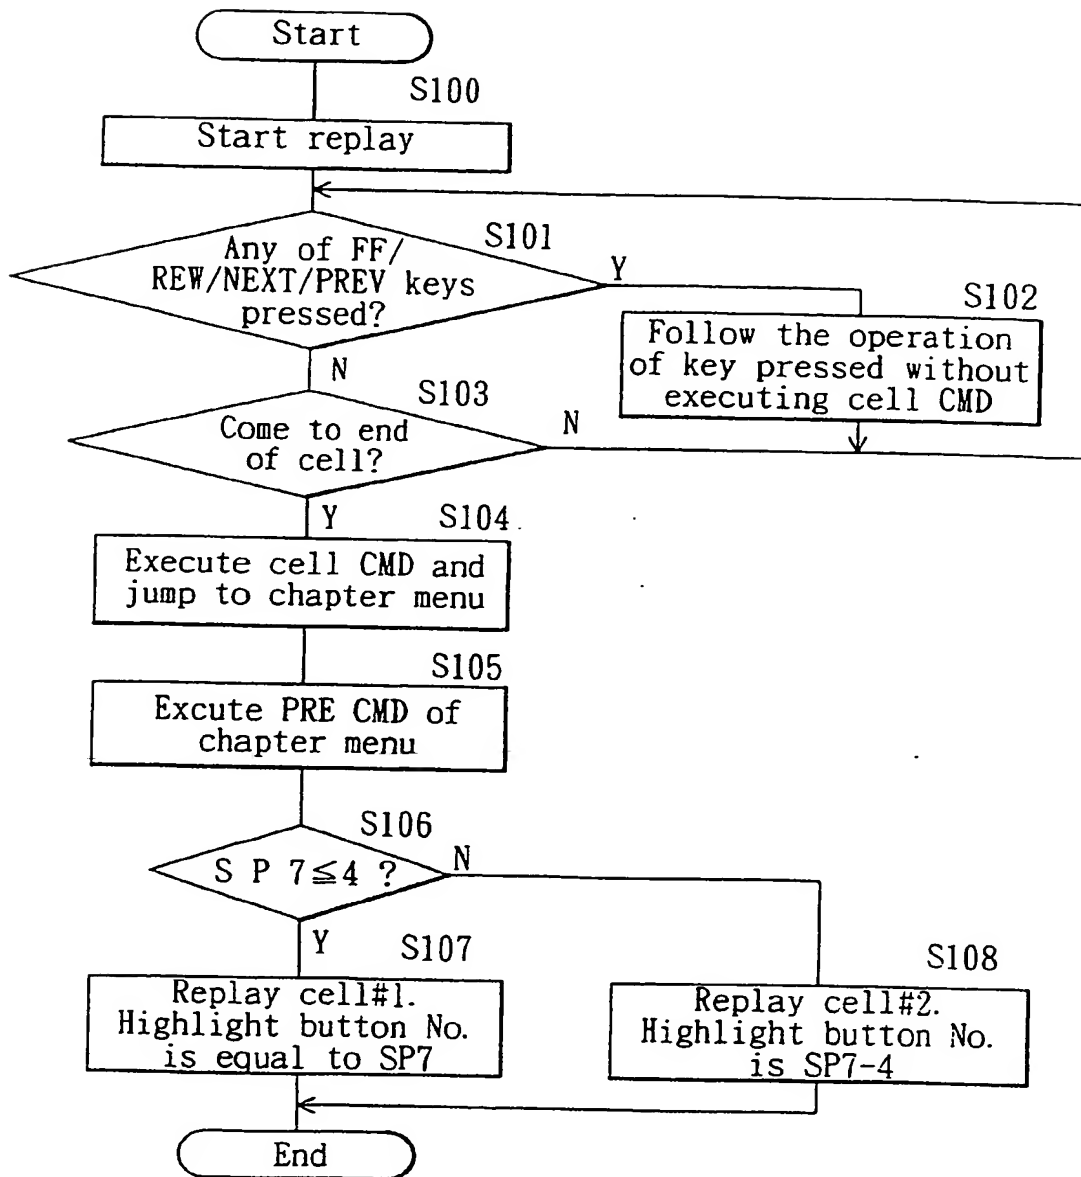 Start
S100
Start replay
S101
Any of FF/
REW/NEXT/PREV keys
pressed?
Y
N
S102
Follow the operation
of key pressed without
executing cell CMD
S103
Come to end
of cell?
N
Y
S104
Execute cell CMD and
jump to chapter menu
S105
Excute PRE CMD of
chapter menu
S106
S P 7≦4 ?
N
Y
S107
Replay cell#1.
Highlight button No.
is equal to SP7
S108
Replay cell#2.
Highlight button No.
is SP7-4
End